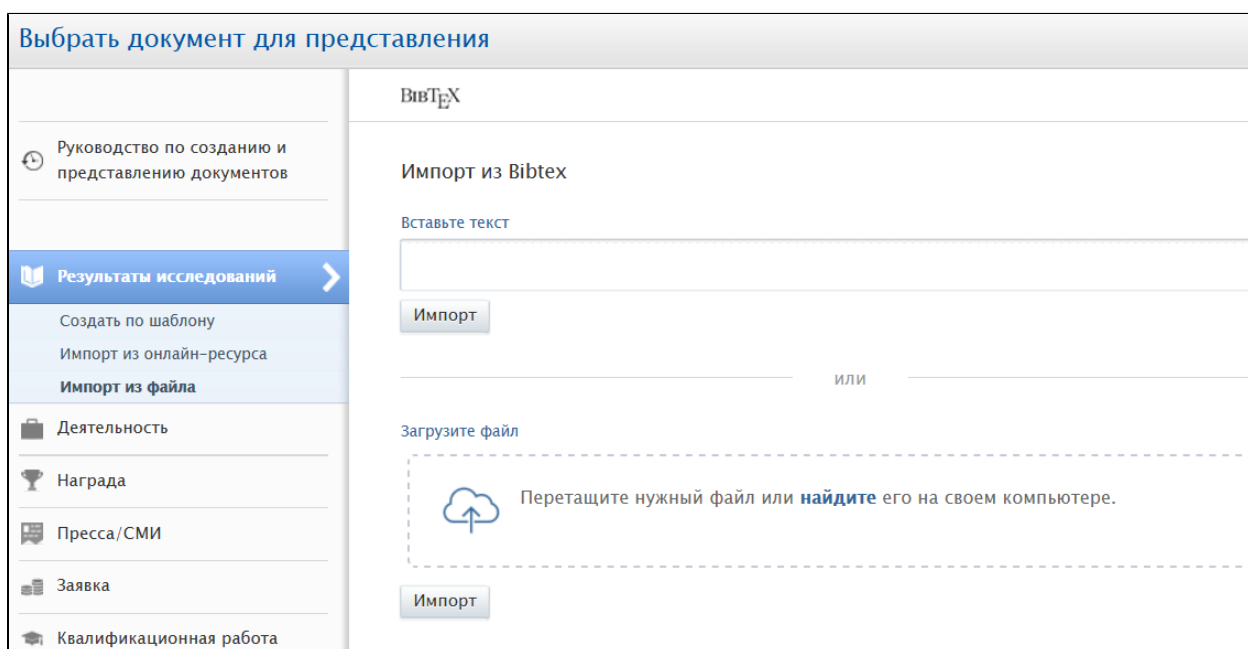 Выбрать документ для представления
Руководство по созданию и
представлению документов
Результаты исследований
Создать по шаблону
Импорт из онлайн-ресурса
Импорт из файла
Деятельность
Награда
Пресса/СМИ
Заявка
Квалификационная работа
BIBTEX
Импорт из Bibtex
Вставьте текст
Импорт
или
Загрузите файл
Перетащите нужный файл или найдите его на своем компьютере.
Импорт